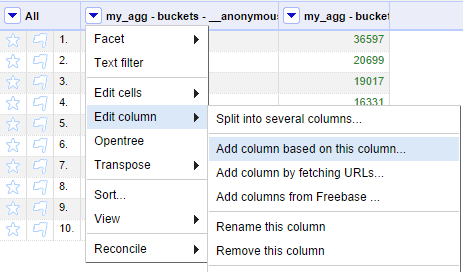 All
my_agg - buckets - __anonymous
my_agg - bucket
1.
36597
2.
20699
3.
19017
4.
16331
5.
6.
7.
8.
9.
10.
Facet
Text filter
Edit cells
Edit column
Opentree
Transpose
Sort...
View
Reconcile
Split into several columns...
Add column based on this column...
Add column by fetching URLs...
Add columns from Freebase ...
Rename this column
Remove this column